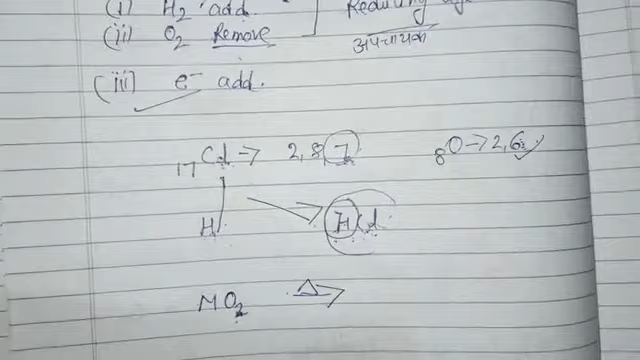 (i) H₂ add.
(ii) O₂ Remove
Reducing
अपचायक
(iii) e⁻ add.
₁₇Cl → 2, 8, 7
₈O → 2, 6
H
HCl
MO₂ Δ→